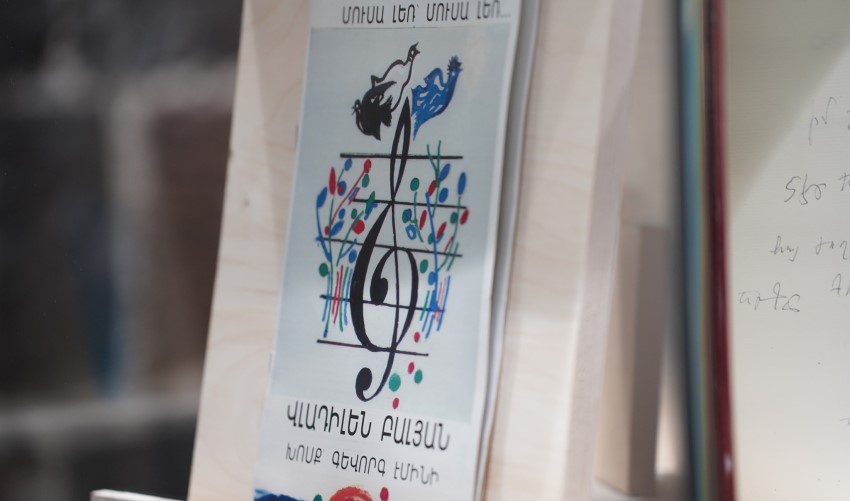 ՄՈՒՍԱ ԼԵՌ՝ ՄՈՒՍԱ ԼԵՌ...
ՎԼԱԴԻԼԵՆ ԲԱԼՅԱՆ
ԽՈՍՔ ԳԵՎՈՐԳ ԷՄԻՆԻ